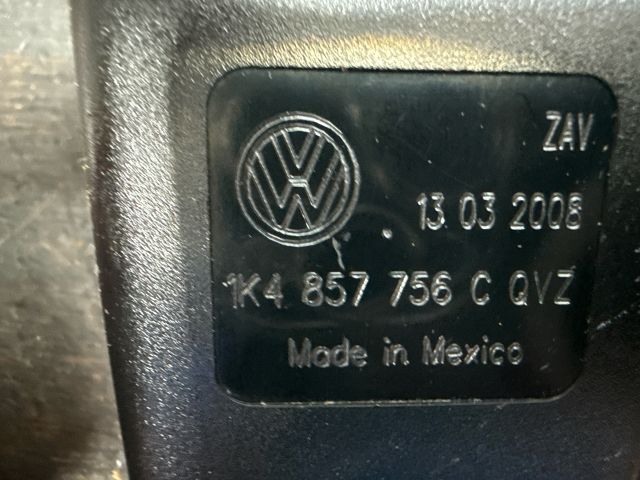 ZAV
13 03 2008
1K4 857 756 C QVZ
Made in Mexico